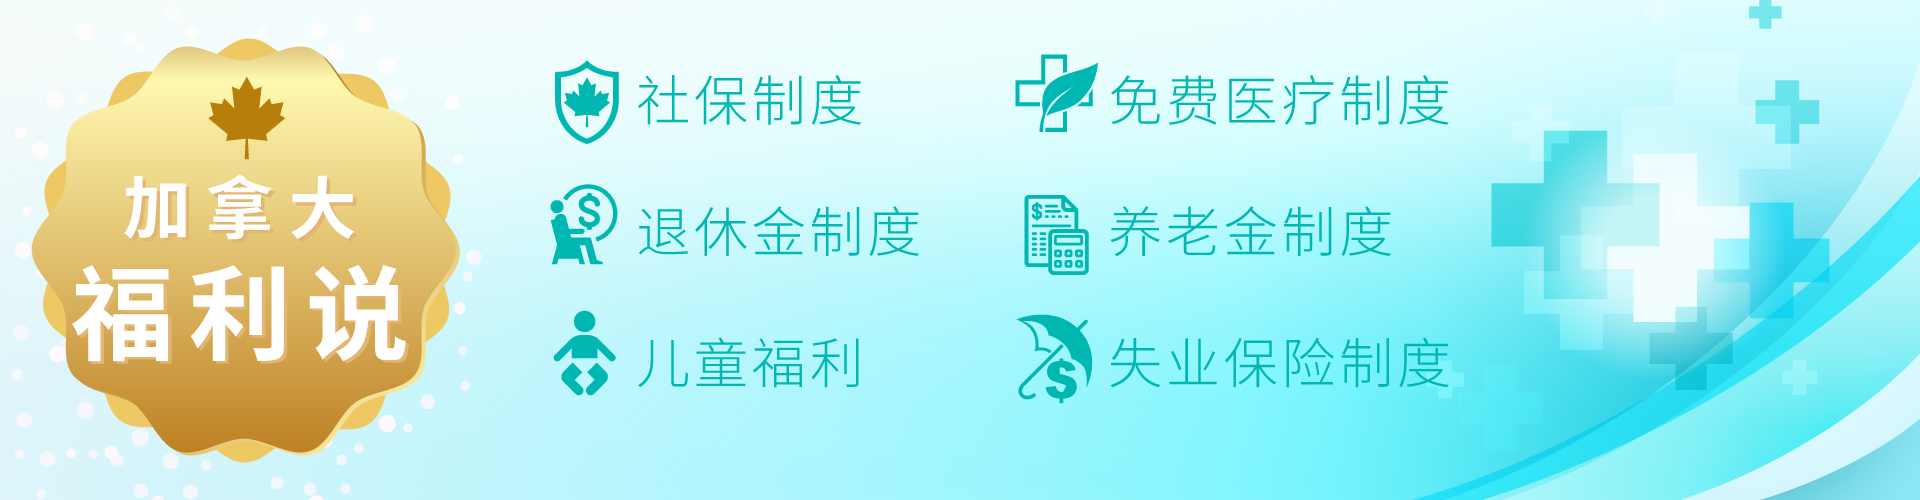 加拿大
福利说
社保制度
免费医疗制度
退休金制度
养老金制度
儿童福利
失业保险制度